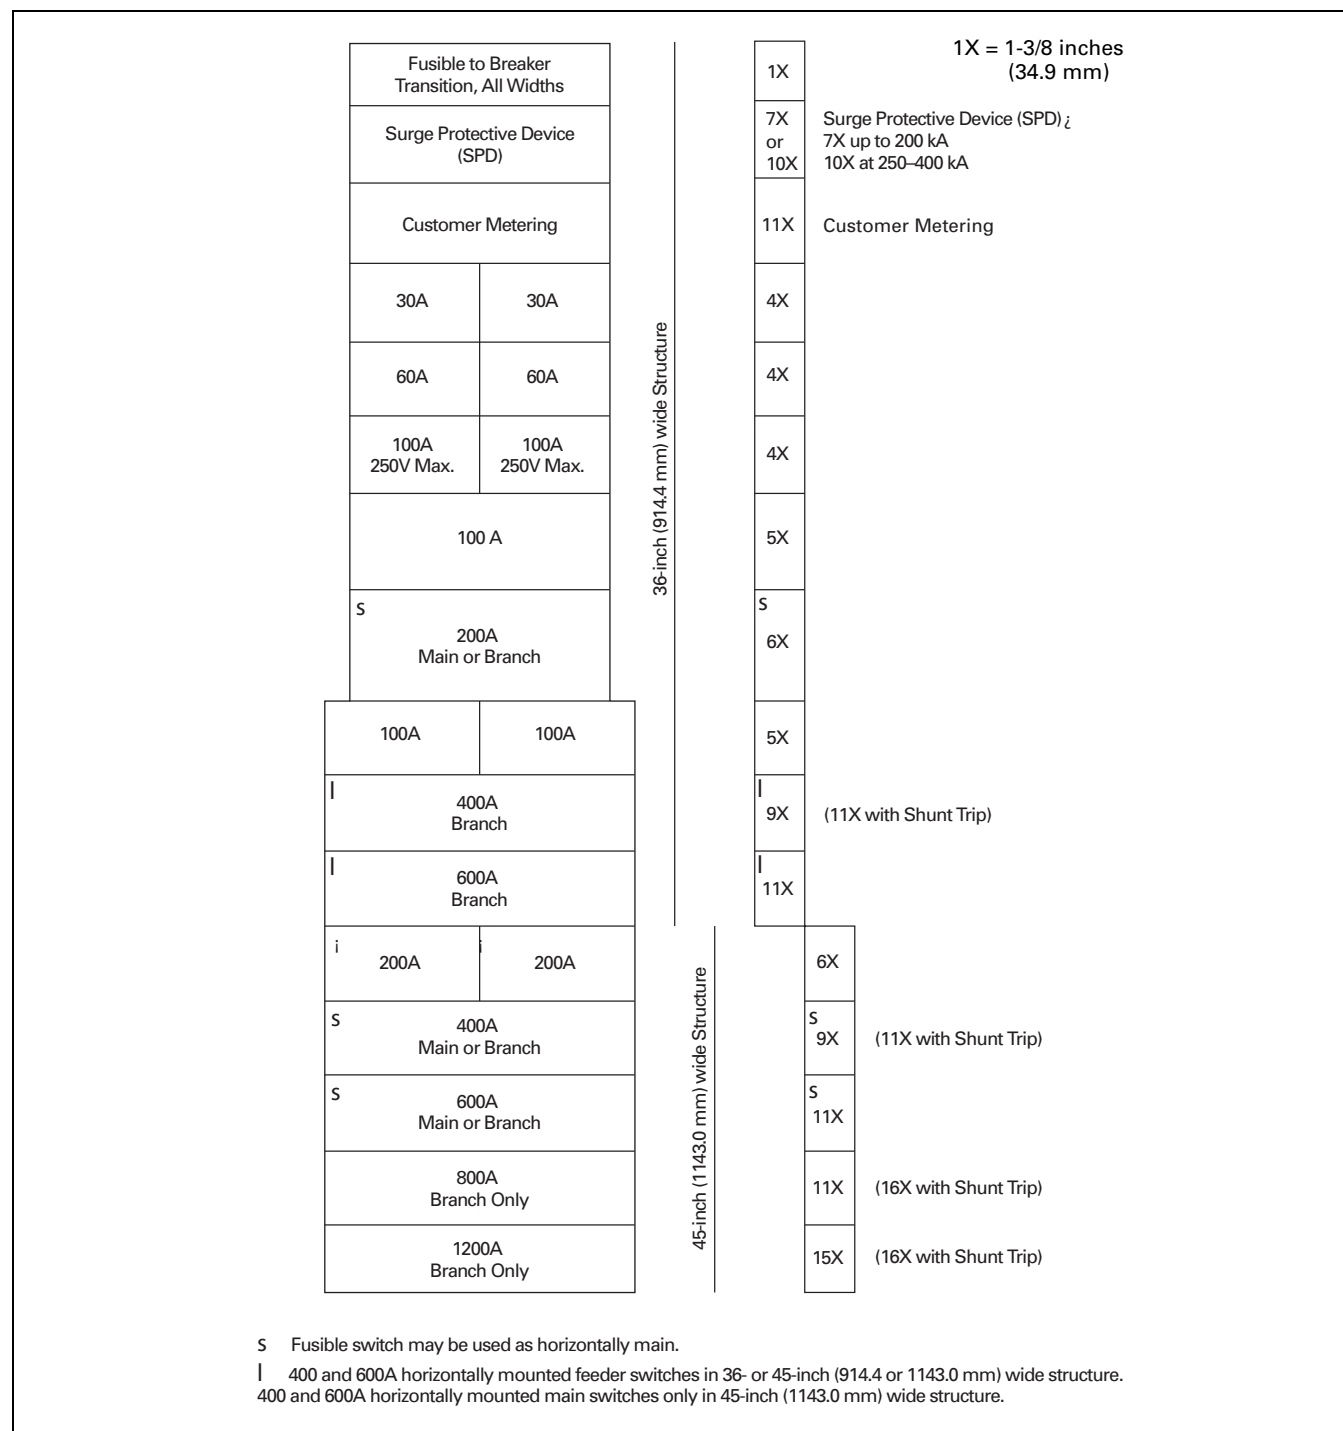 1X = 1-3/8 inches
(34.9 mm)
Fusible to Breaker
Transition, All Widths
1X
Surge Protective Device
(SPD)
7X
or
10X
Surge Protective Device (SPD) ¿
7X up to 200 kA
10X at 250–400 kA
Customer Metering
11X
Customer Metering
30A
30A
4X
60A
60A
4X
100A
250V Max.
100A
250V Max.
4X
100 A
5X
S
200A
Main or Branch
S
6X
36-inch (914.4 mm) wide Structure
100A
100A
5X
l
400A
Branch
l
9X
(11X with Shunt Trip)
l
600A
Branch
l
11X
¡
200A
¡
200A
6X
S
400A
Main or Branch
S
9X
(11X with Shunt Trip)
S
600A
Main or Branch
S
11X
45-inch (1143.0 mm) wide Structure
800A
Branch Only
11X
(16X with Shunt Trip)
1200A
Branch Only
15X
(16X with Shunt Trip)
S Fusible switch may be used as horizontally main.
l 400 and 600A horizontally mounted feeder switches in 36- or 45-inch (914.4 or 1143.0 mm) wide structure.
400 and 600A horizontally mounted main switches only in 45-inch (1143.0 mm) wide structure.